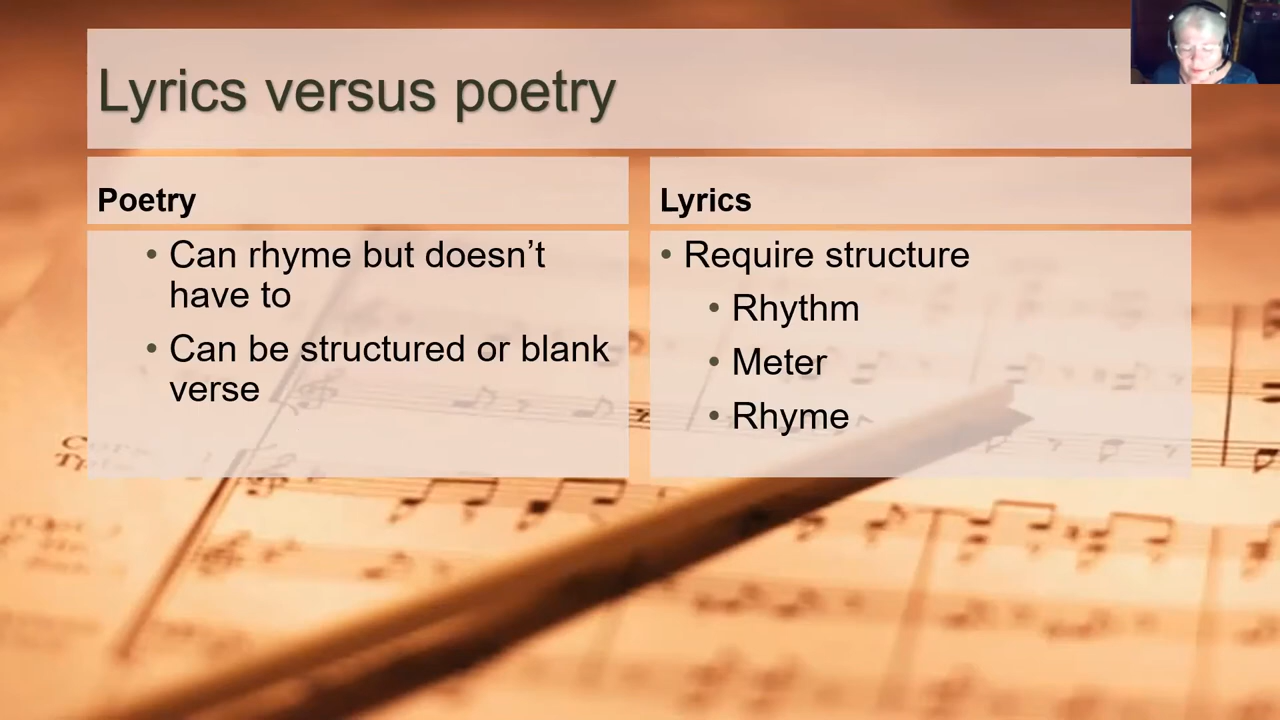 Lyrics versus poetry
Poetry
• Can rhyme but doesn’t
have to
• Can be structured or blank
verse
Lyrics
• Require structure
• Rhythm
• Meter
• Rhyme